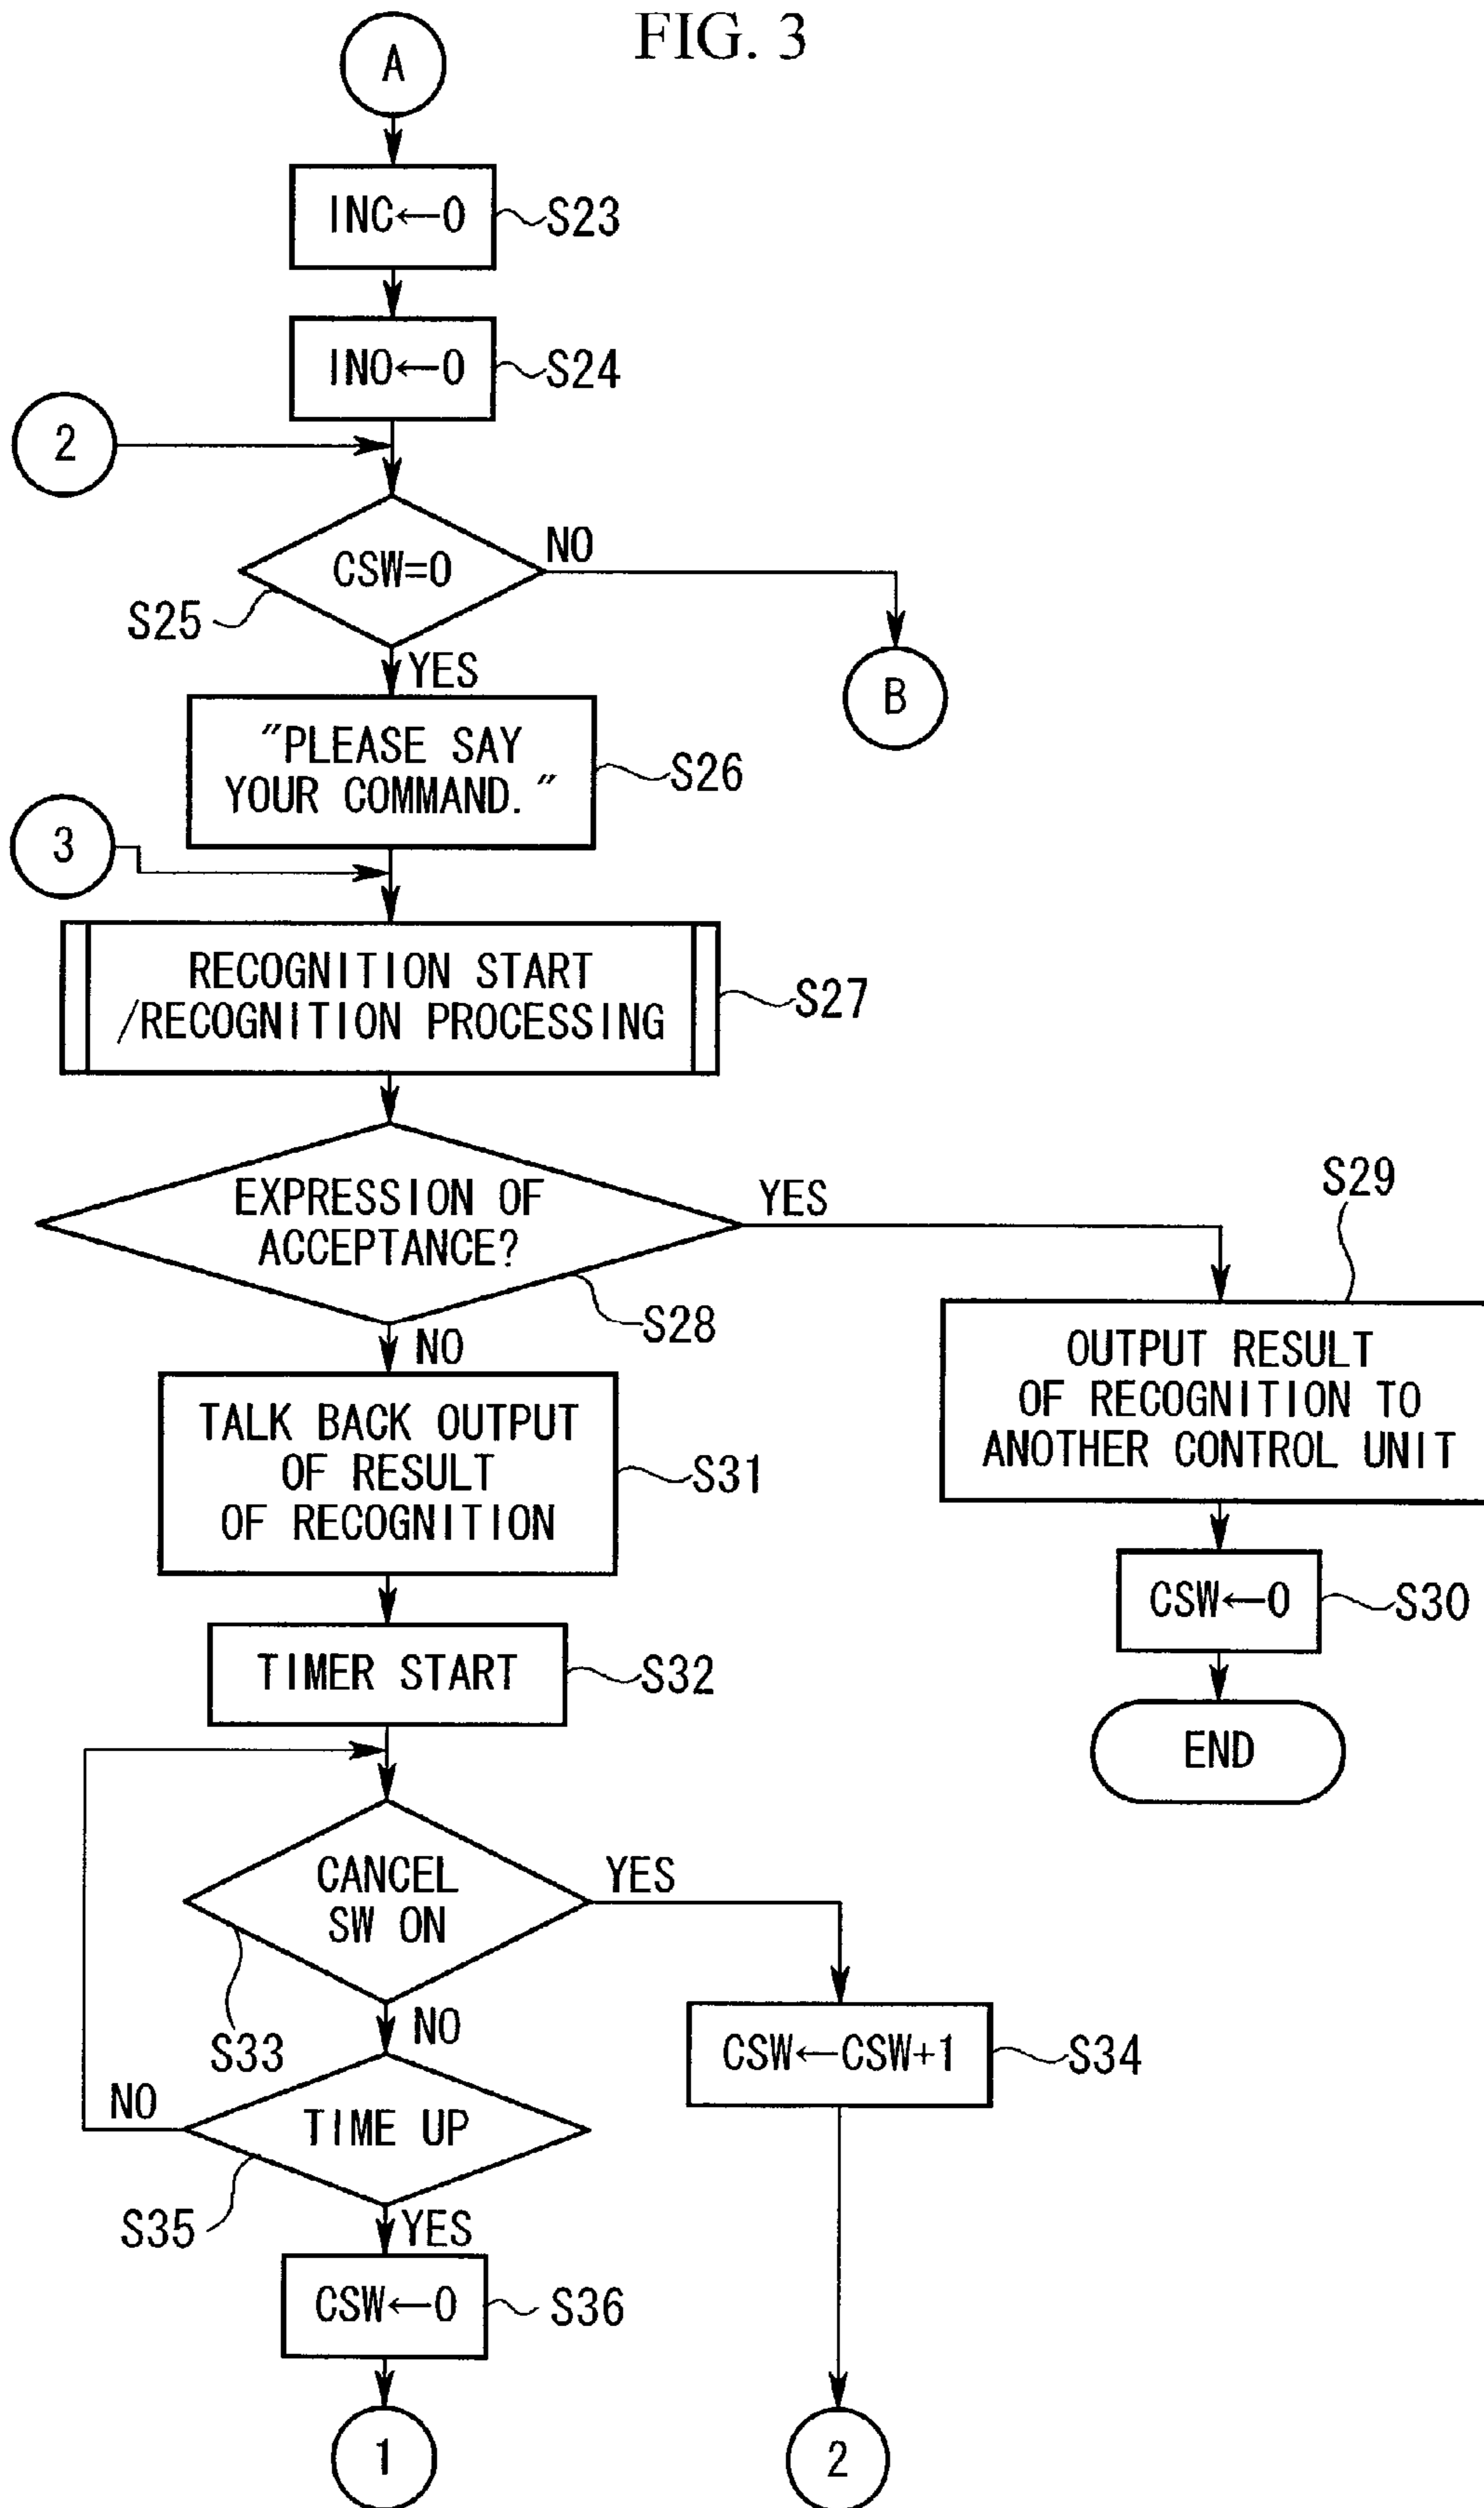 FIG. 3
A
INC←0
S23
INO←0
S24
2
CSW=0
NO
S25
YES
B
"PLEASE SAY
YOUR COMMAND."
S26
3
RECOGNITION START
/RECOGNITION PROCESSING
S27
EXPRESSION OF
ACCEPTANCE?
YES
S28
NO
S29
OUTPUT RESULT
OF RECOGNITION TO
ANOTHER CONTROL UNIT
TALK BACK OUTPUT
OF RESULT
OF RECOGNITION
S31
CSW←0
S30
TIMER START
S32
END
CANCEL
SW ON
YES
S33
NO
CSW←CSW+1
S34
TIME UP
NO
S35
YES
CSW←0
S36
1
2